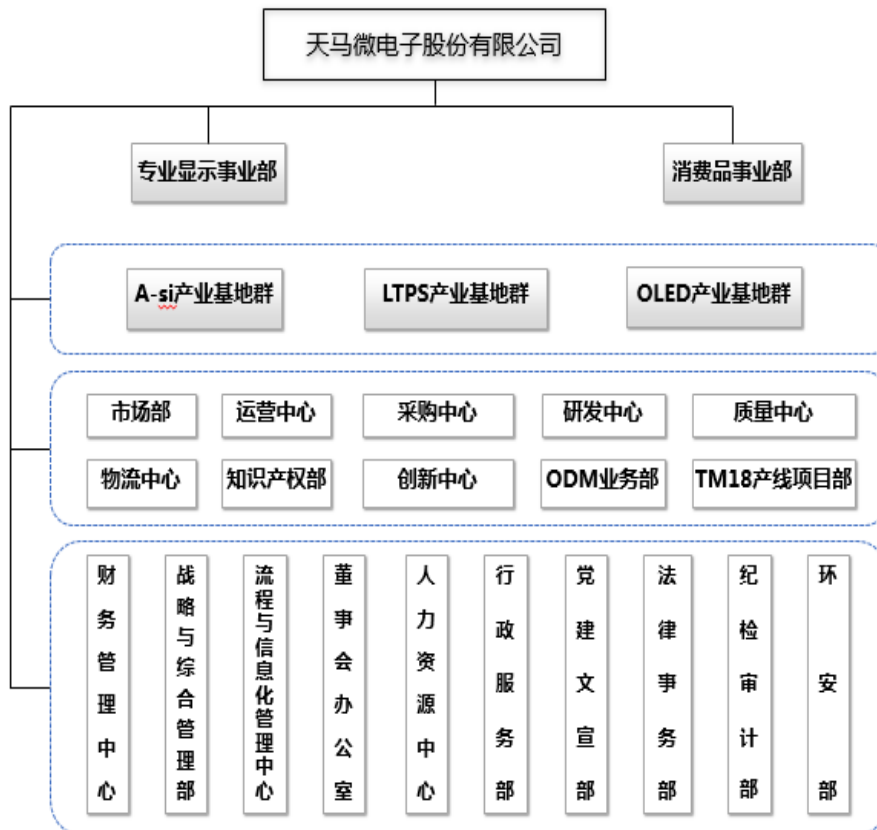 天马微电子股份有限公司
专业显示事业部
消费品事业部
A-si产业基地群
LTPS产业基地群
OLED产业基地群
市场部
运营中心
采购中心
研发中心
质量中心
物流中心
知识产权部
创新中心
ODM业务部
TM18产线项目部
财务管理中心
战略与综合管理部
流程与信息化管理中心
董事会办公室
人力资源中心
行政服务部
党建文宣部
法律事务部
纪检审计部
环安部